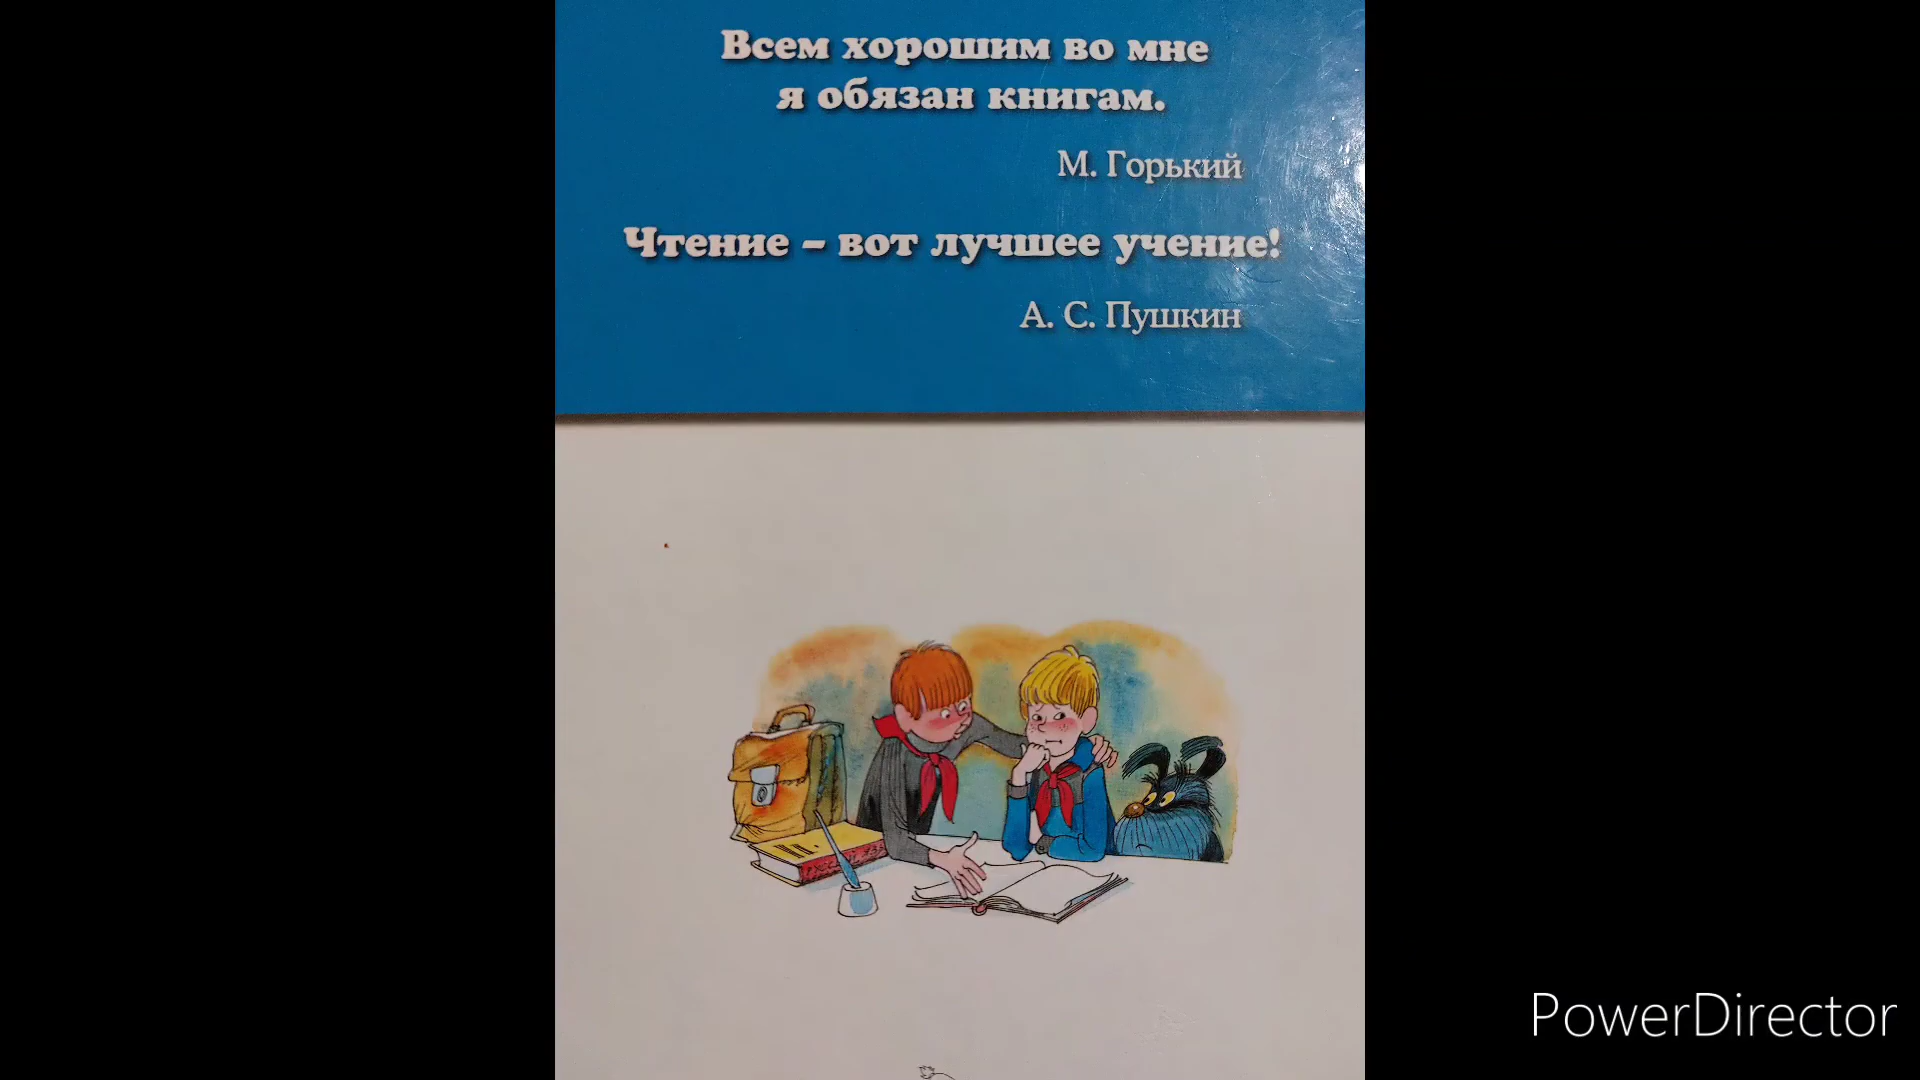 Всем хорошим во мне
я обязан книгам.
М. Горький
Чтение – вот лучшее учение!
А. С. Пушкин
PowerDirector